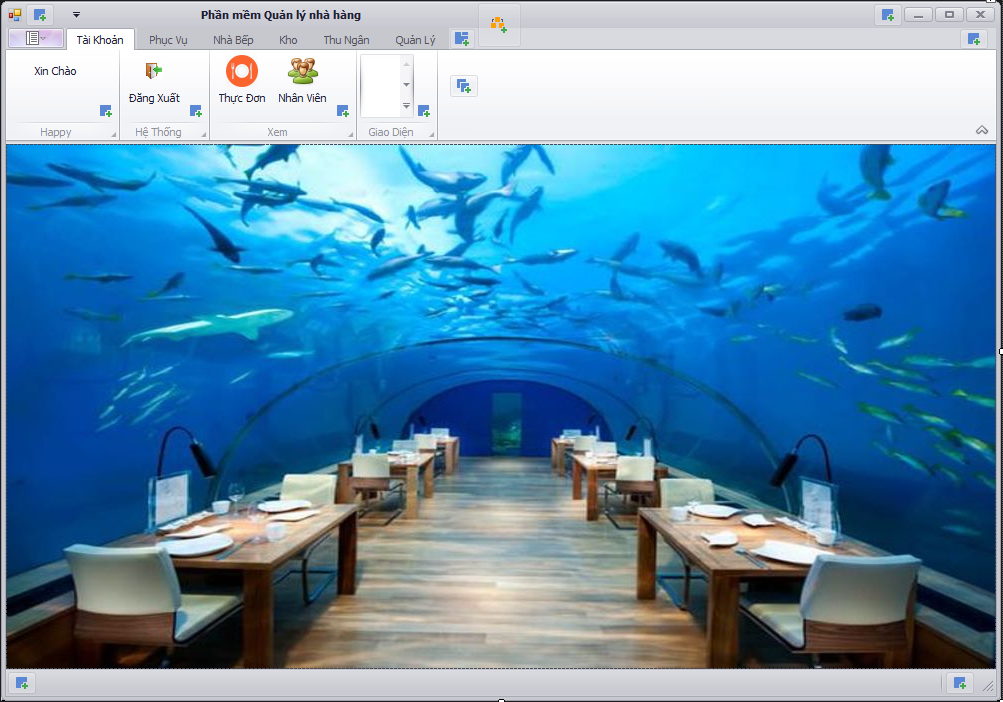 Phần mềm Quản lý nhà hàng
Tài Khoản Phục Vụ Nhà Bếp Kho Thu Ngân Quản Lý
Xin Chào
Đăng Xuất Thực Đơn Nhân Viên
Happy Hệ Thống Xem Giao Diện